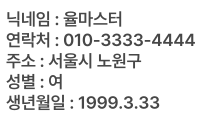 닉네임 : 율마스터
연락처 : 010-3333-4444
주소 : 서울시 노원구
성별 : 여
생년월일 : 1999.3.33